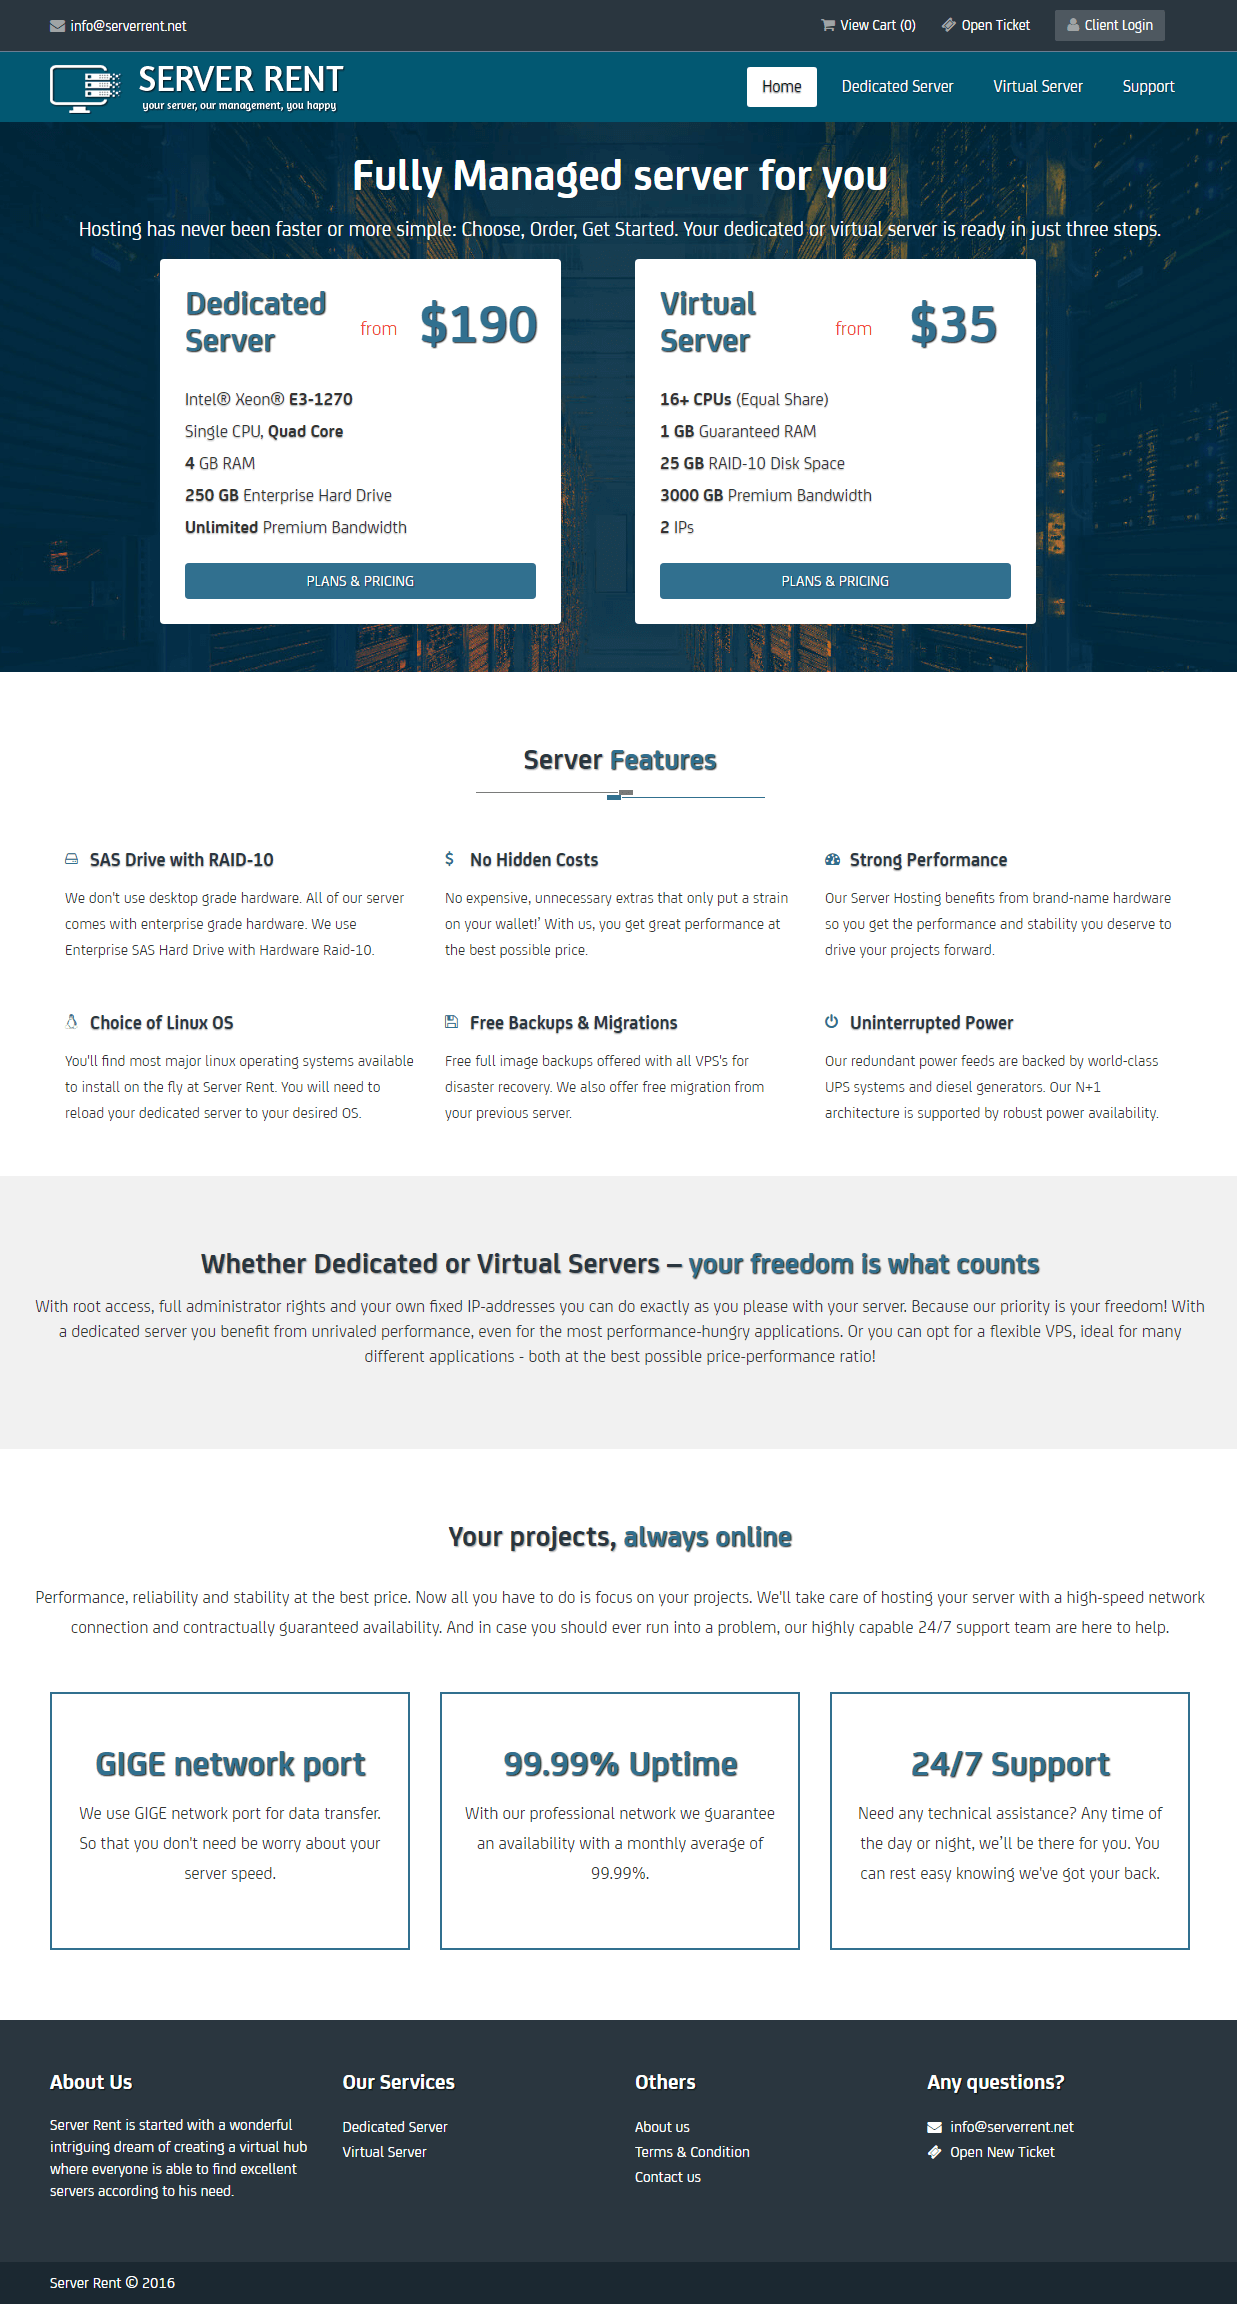 info@serverrent.net
View Cart (0)
Open Ticket
Client Login
SERVER RENT
your server, our management, you happy
Home
Dedicated Server
Virtual Server
Support
Fully Managed server for you
Hosting has never been faster or more simple: Choose, Order, Get Started. Your dedicated or virtual server is ready in just three steps.
Dedicated
Server
from
$190
Intel® Xeon® E3-1270
Single CPU, Quad Core
4 GB RAM
250 GB Enterprise Hard Drive
Unlimited Premium Bandwidth
PLANS & PRICING
Virtual
Server
from
$35
16+ CPUs (Equal Share)
1 GB Guaranteed RAM
25 GB RAID-10 Disk Space
3000 GB Premium Bandwidth
2 IPs
PLANS & PRICING
Server Features
SAS Drive with RAID-10
We don't use desktop grade hardware. All of our server
comes with enterprise grade hardware. We use
Enterprise SAS Hard Drive with Hardware Raid-10.
No Hidden Costs
No expensive, unnecessary extras that only put a strain
on your wallet!’ With us, you get great performance at
the best possible price.
Strong Performance
Our Server Hosting benefits from brand-name hardware
so you get the performance and stability you deserve to
drive your projects forward.
Choice of Linux OS
You'll find most major linux operating systems available
to install on the fly at Server Rent. You will need to
reload your dedicated server to your desired OS.
Free Backups & Migrations
Free full image backups offered with all VPS's for
disaster recovery. We also offer free migration from
your previous server.
Uninterrupted Power
Our redundant power feeds are backed by world-class
UPS systems and diesel generators. Our N+1
architecture is supported by robust power availability.
Whether Dedicated or Virtual Servers – your freedom is what counts
With root access, full administrator rights and your own fixed IP-addresses you can do exactly as you please with your server. Because our priority is your freedom! With
a dedicated server you benefit from unrivaled performance, even for the most performance-hungry applications. Or you can opt for a flexible VPS, ideal for many
different applications - both at the best possible price-performance ratio!
Your projects, always online
Performance, reliability and stability at the best price. Now all you have to do is focus on your projects. We'll take care of hosting your server with a high-speed network
connection and contractually guaranteed availability. And in case you should ever run into a problem, our highly capable 24/7 support team are here to help.
GIGE network port
We use GIGE network port for data transfer.
So that you don't need be worry about your
server speed.
99.99% Uptime
With our professional network we guarantee
an availability with a monthly average of
99.99%.
24/7 Support
Need any technical assistance? Any time of
the day or night, we’ll be there for you. You
can rest easy knowing we've got your back.
About Us
Server Rent is started with a wonderful
intriguing dream of creating a virtual hub
where everyone is able to find excellent
servers according to his need.
Our Services
Dedicated Server
Virtual Server
Others
About us
Terms & Condition
Contact us
Any questions?
info@serverrent.net
Open New Ticket
Server Rent © 2016